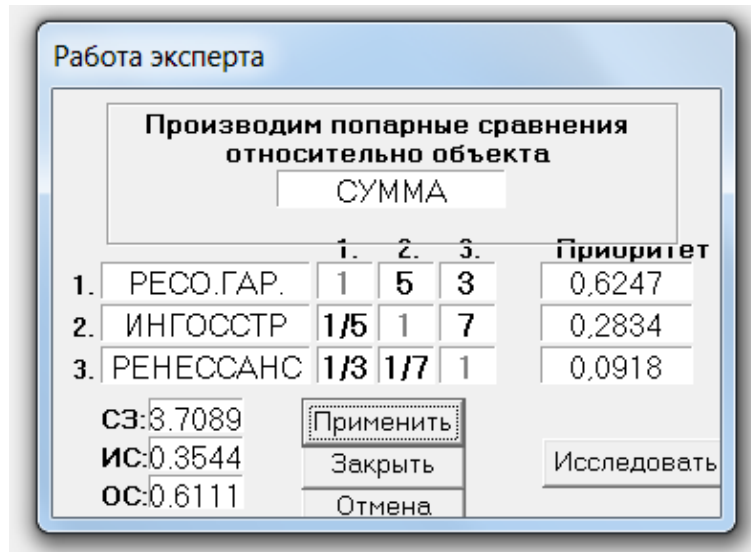 Работа эксперта
Производим попарные сравнения
относительно объекта
СУММА
1. 2. 3. Приоритет
1. РЕСО.ГАР. 1 5 3 0,6247
2. ИНГОССТР 1/5 1 7 0,2834
3. РЕНЕССАНС 1/3 1/7 1 0,0918
СЗ: 3.7089 Применить
ИС: 0.3544 Закрыть Исследовать
ОС: 0.6111 Отмена